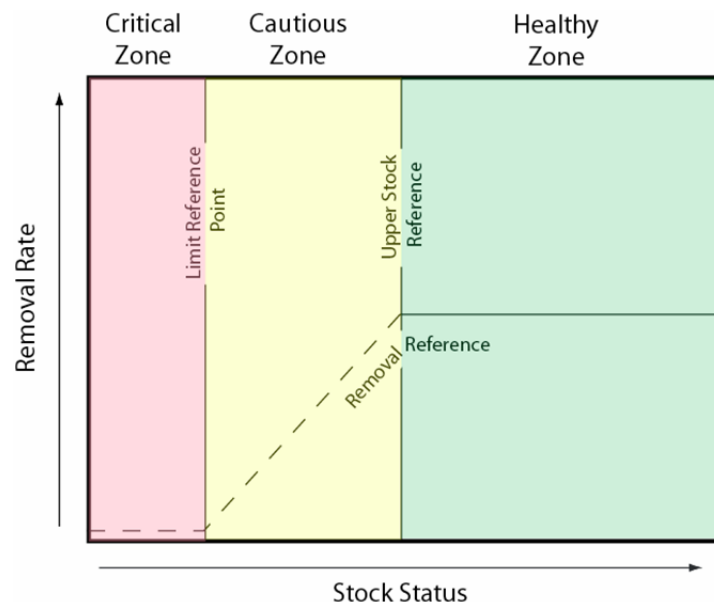 Critical
Zone
Cautious
Zone
Healthy
Zone
Removal Rate
Limit Reference
Point
Upper Stock
Reference
Removal Reference
Stock Status